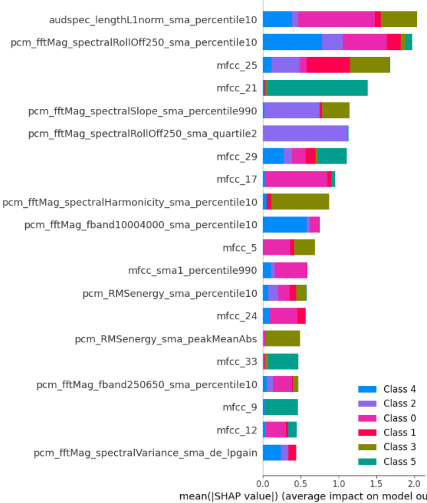 audspec_lengthL1norm_sma_percentile10
pcm_fftMag_spectralRollOff250_sma_percentile10
mfcc_25
mfcc_21
pcm_fftMag_spectralSlope_sma_percentile990
pcm_fftMag_spectralRollOff250_sma_quartile2
mfcc_29
mfcc_17
pcm_fftMag_spectralHarmonicity_sma_percentile10
pcm_fftMag_fband10004000_sma_percentile10
mfcc_5
mfcc_sma1_percentile990
pcm_RMSenergy_sma_percentile10
mfcc_24
pcm_RMSenergy_sma_peakMeanAbs
mfcc_33
pcm_fftMag_fband250650_sma_percentile10
mfcc_9
mfcc_12
pcm_fftMag_spectralVariance_sma_de_lpgain
Class 4
Class 2
Class 0
Class 1
Class 3
Class 5
0.0 0.5 1.0 1.5 2.0
mean(|SHAP value|) (average impact on model ou